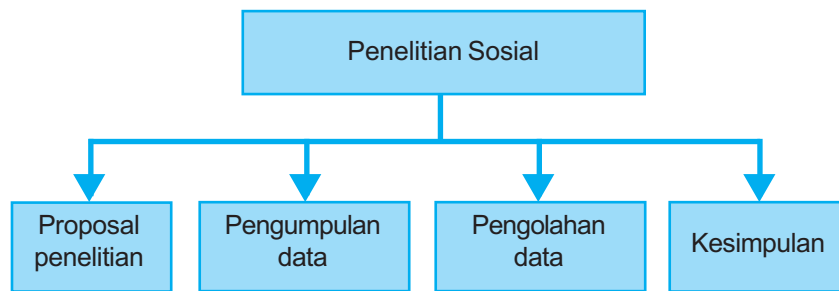 Penelitian Sosial
Proposal
penelitian
Pengumpulan
data
Pengolahan
data
Kesimpulan